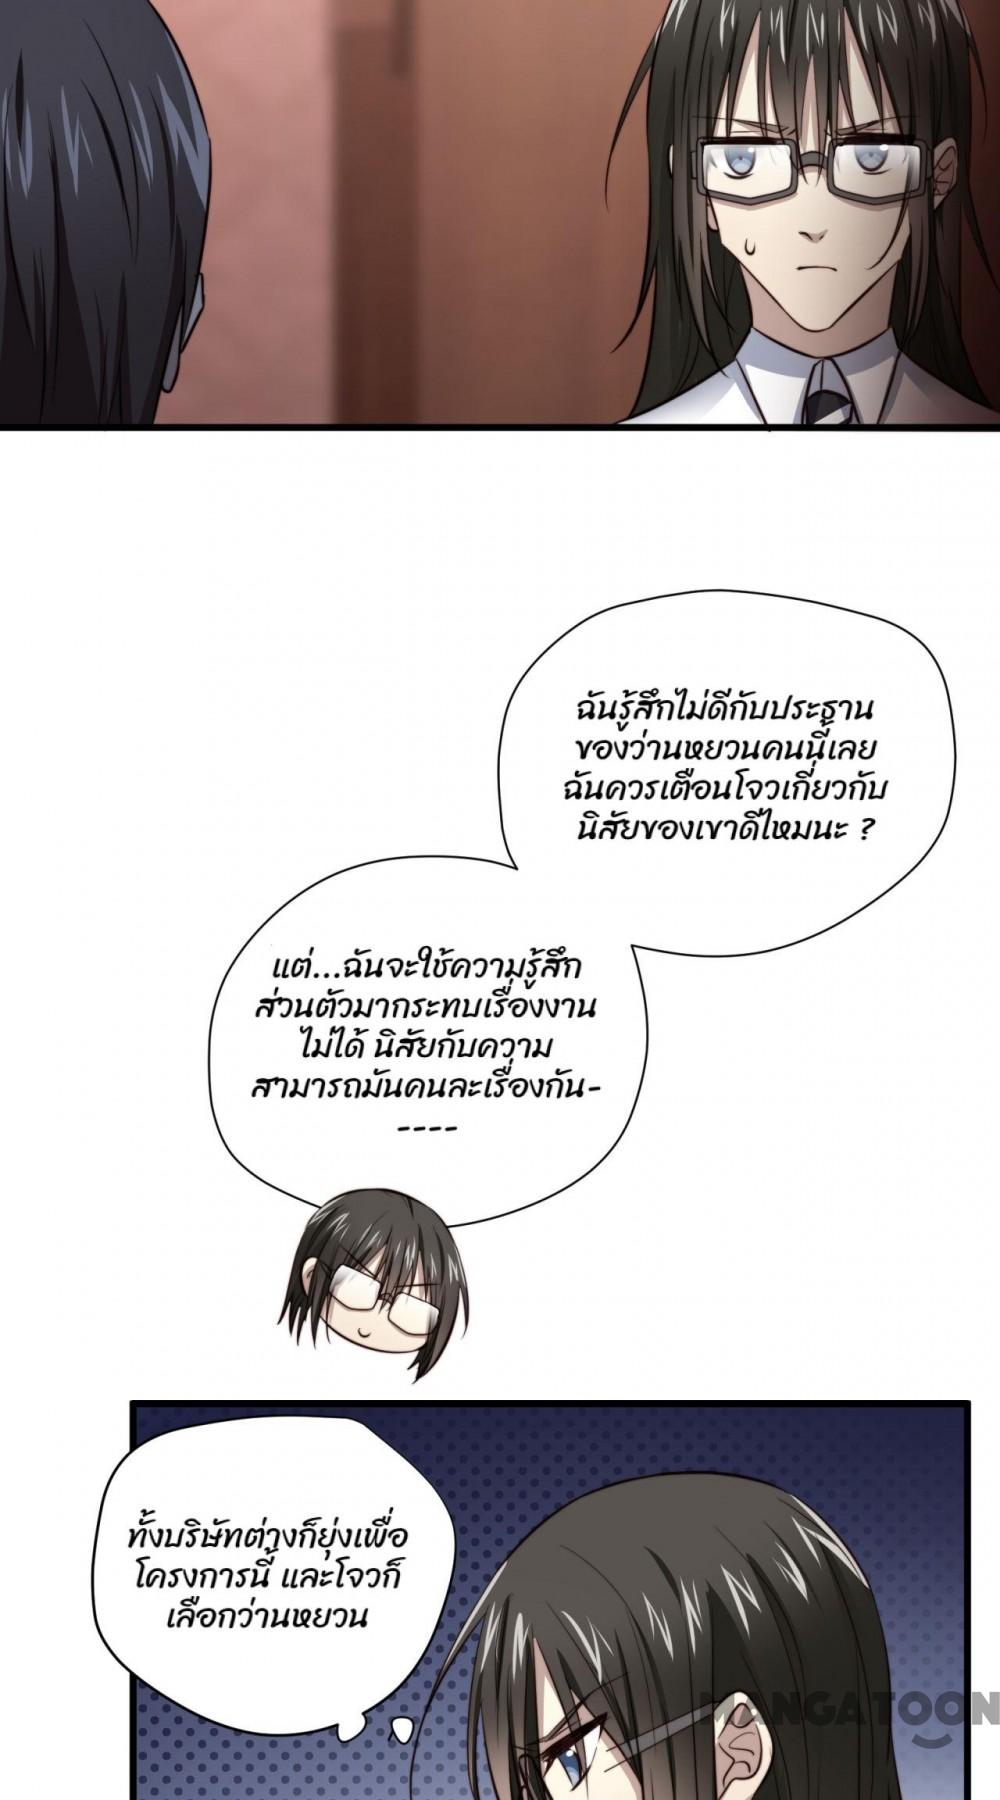 ฉันรู้สึกไม่ดีกับประธาน
ของว่านหยวนคนนี้เลย
ฉันควรเตือนโจวเกี่ยวกับ
นิสัยของเขาดีไหมนะ ?
แต่...ฉันจะใช้ความรู้สึก
ส่วนตัวมากระทบเรื่องงาน
ไม่ได้ นิสัยกับความ
สามารถมันคนละเรื่องกัน-
----
ทั้งบริษัทต่างก็ยุ่งเพื่อ
โครงการนี้ และโจวก็
เลือกว่านหยวน
MANGATOON